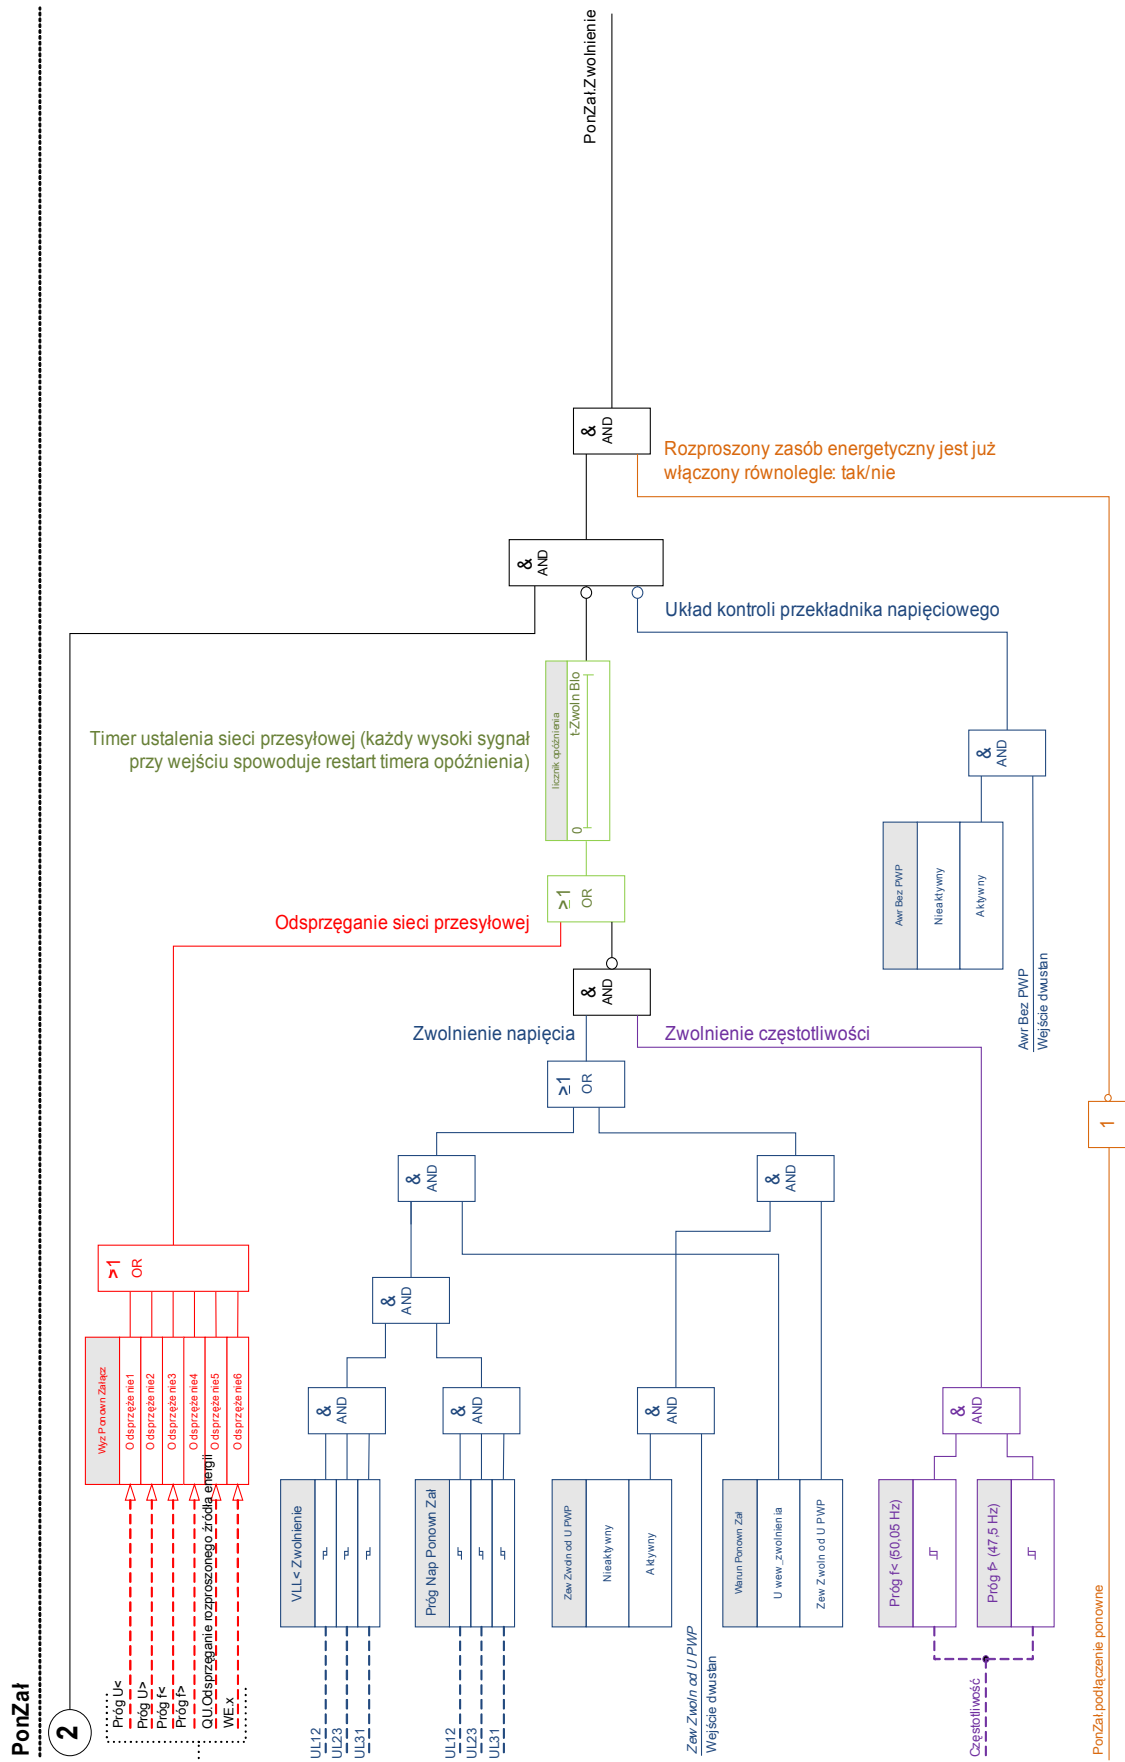 PonZał
2
Próg U<
Próg U>
Próg f<
Próg f>
QU.Odsprzęganie rozproszonego źródła energii
WE.x
Wyz Ponown Załącz
Odsprzężenie1
Odsprzężenie2
Odsprzężenie3
Odsprzężenie4
Odsprzężenie5
Odsprzężenie6
≥1
OR
Odsprzęganie sieci przesyłowej
Timer ustalenia sieci przesyłowej (każdy wysoki sygnał
przy wejściu spowoduje restart timera opóźnienia)
≥1
OR
licznik opóźnienia
0
t-Zwoln Blo
&
AND
&
AND
PonZał.Zwolnienie
Rozproszony zasób energetyczny jest już
włączony równolegle: tak/nie
Układ kontroli przekładnika napięciowego
UL12
UL23
UL31
VLL< Zwolnienie
&
AND
UL12
UL23
UL31
Próg Nap Ponown Zał
&
AND
&
AND
&
AND
≥1
OR
Zwolnienie napięcia
Zwolnienie częstotliwości
&
AND
Zew Zwoln od U PWP
Nieaktywny
Aktywny
Zew Zwoln od U PWP
Wejście dwustan
&
AND
&
AND
Warun Ponown Zał
U wew_zwolnienia
Zew Zwoln od U PWP
Awr Bez PWP
Nieaktywny
Aktywny
Awr Bez PWP
Wejście dwustan
&
AND
Częstotliwość
Próg f< (50,05 Hz)
Próg f> (47,5 Hz)
&
AND
PonZał.podłączenie ponowne
1